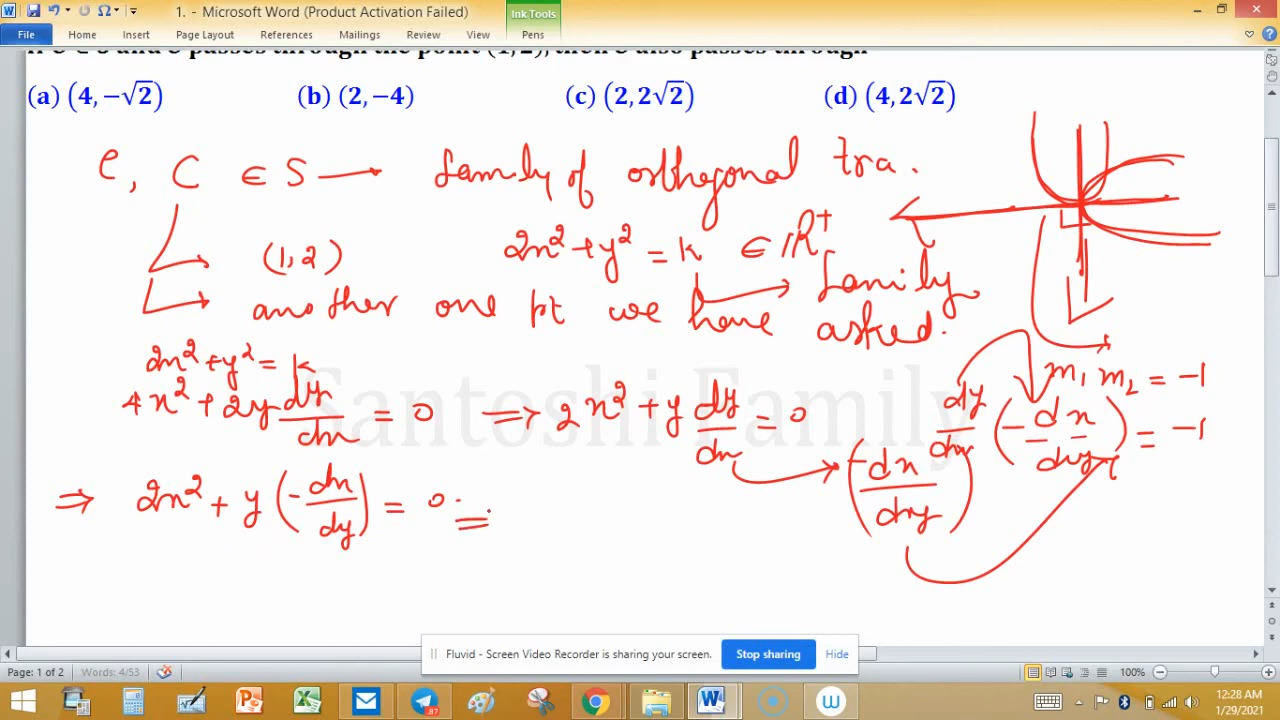 1. - Microsoft Word (Product Activation Failed)
Ink Tools
File Home Insert Page Layout References Mailings Review View Pens
(a) (4, −√2) (b) (2, −4) (c) (2, 2√2) (d) (4, 2√2)
C ∈ S → family of orthogonal tra.
(1,2)
2x² + y² = k ∈ ℝ⁺
family
another one pt we have asked.
2x² + y² = k
4x² + 2y dy/dx = 0 ⇒ 2x² + y dy/dx = 0
m₁ m₂ = −1
dy/dx (−dx/dy) = −1
(−dx/dy)
⇒ 2x² + y (−dx/dy) = 0
Santoshi Family
Fluvid - Screen Video Recorder is sharing your screen. Stop sharing Hide
Page: 1 of 2 Words: 4/53 100%
87
12:28 AM
1/29/2021